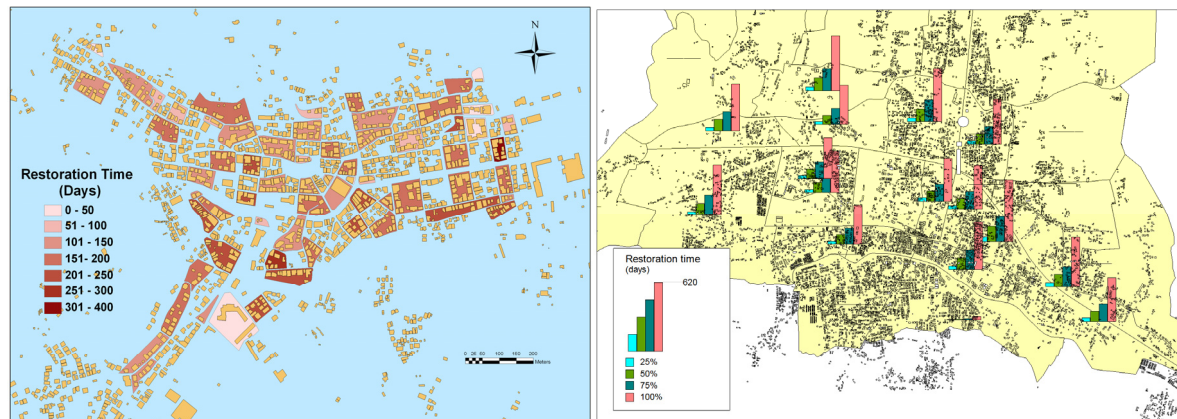 N
Restoration Time
(Days)
0 - 50
51 - 100
101 - 150
151- 200
201 - 250
251 - 300
301 - 400
Meters
Restoration time
(days)
620
25%
50%
75%
100%